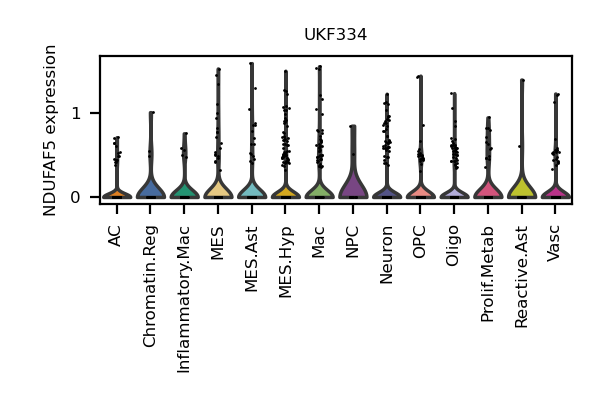 UKF334
NDUFAF5 expression
1
0
AC
Chromatin.Reg
Inflammatory.Mac
MES
MES.Ast
MES.Hyp
Mac
NPC
Neuron
OPC
Oligo
Prolif.Metab
Reactive.Ast
Vasc